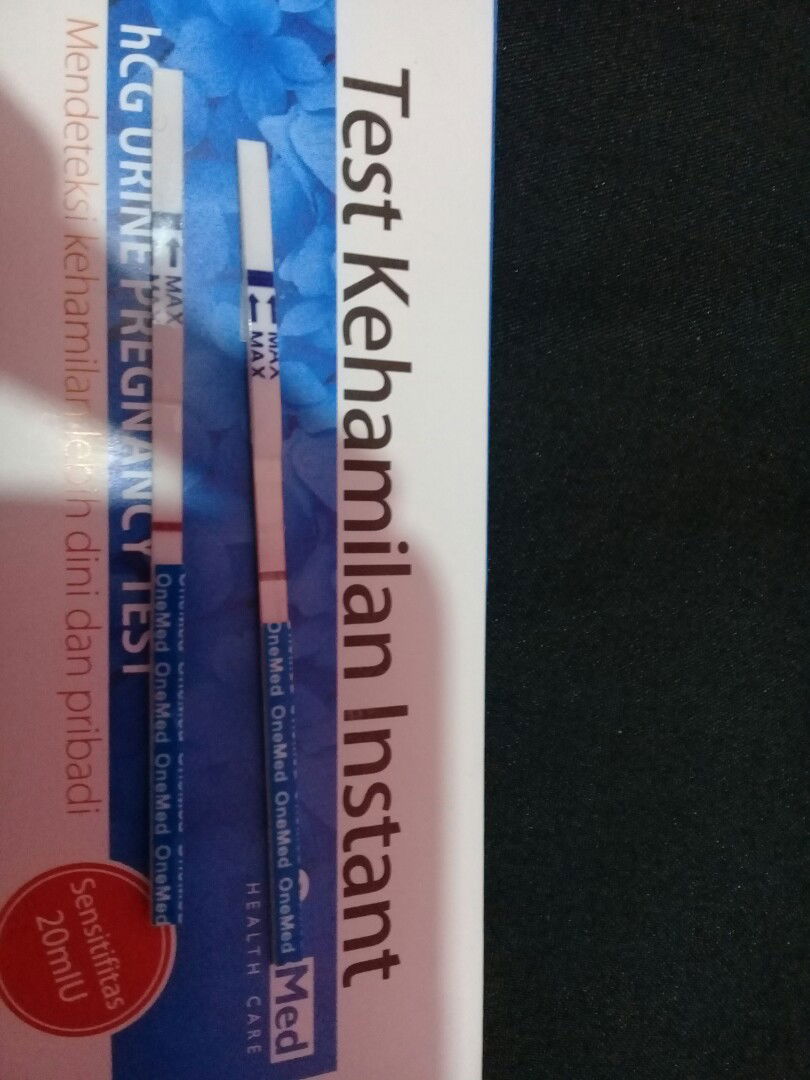 Test Kehamilan Instant
hCG URINE PREGNANCY TEST
Mendeteksi kehamilan lebih dini dan pribadi
MAX
MAX
MAX
OneMed OneMed OneMed OneMed
OneMed OneMed OneMed OneMed
Med
HEALTH CARE
Sensitifitas
20mIU